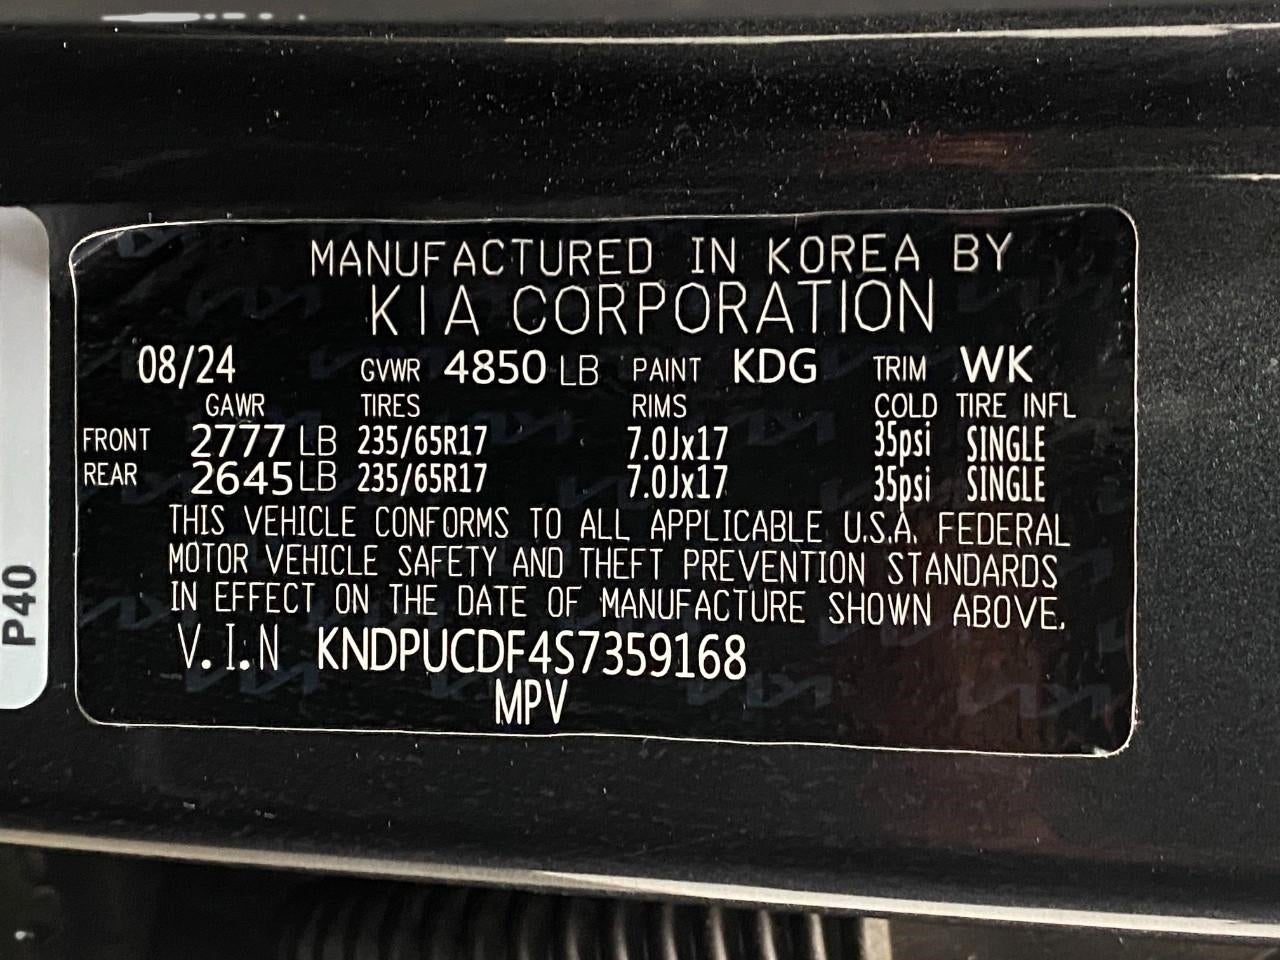 MANUFACTURED IN KOREA BY
KIA CORPORATION
08/24 GVWR 4850 LB PAINT KDG TRIM WK
GAWR TIRES RIMS COLD TIRE INFL
FRONT 2777 LB 235/65R17 7.0Jx17 35psi SINGLE
REAR 2645 LB 235/65R17 7.0Jx17 35psi SINGLE
THIS VEHICLE CONFORMS TO ALL APPLICABLE U.S.A. FEDERAL
MOTOR VEHICLE SAFETY AND THEFT PREVENTION STANDARDS
IN EFFECT ON THE DATE OF MANUFACTURE SHOWN ABOVE.
V.I.N KNDPUCDF4S7359168
MPV
P40